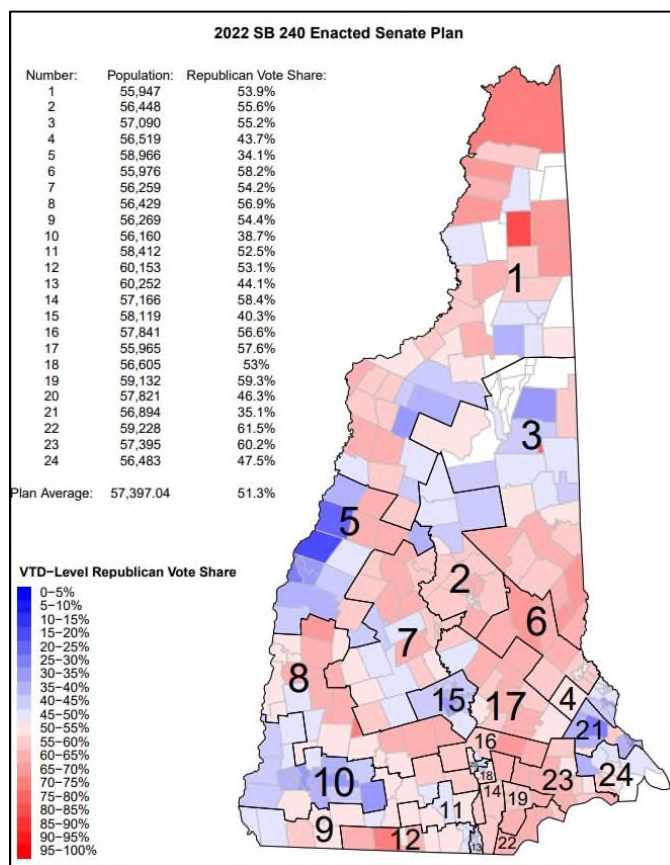 2022 SB 240 Enacted Senate Plan
Number: Population: Republican Vote Share:
1 55,947 53.9%
2 56,448 55.6%
3 57,090 55.2%
4 56,519 43.7%
5 58,966 34.1%
6 55,976 58.2%
7 56,259 54.2%
8 56,429 56.9%
9 56,269 54.4%
10 56,160 38.7%
11 58,412 52.5%
12 60,153 53.1%
13 60,252 44.1%
14 57,166 58.4%
15 58,119 40.3%
16 57,841 56.6%
17 55,965 57.6%
18 56,605 53%
19 59,132 59.3%
20 57,821 46.3%
21 56,894 35.1%
22 59,228 61.5%
23 57,395 60.2%
24 56,483 47.5%
Plan Average: 57,397.04 51.3%
VTD-Level Republican Vote Share
0-5%
5-10%
10-15%
15-20%
20-25%
25-30%
30-35%
35-40%
40-45%
45-50%
50-55%
55-60%
60-65%
65-70%
70-75%
75-80%
80-85%
85-90%
90-95%
95-100%
1
3
5
2
6
7
8
4
15
17
21
16
24
18
10
23
14
19
11
9
12
13
22